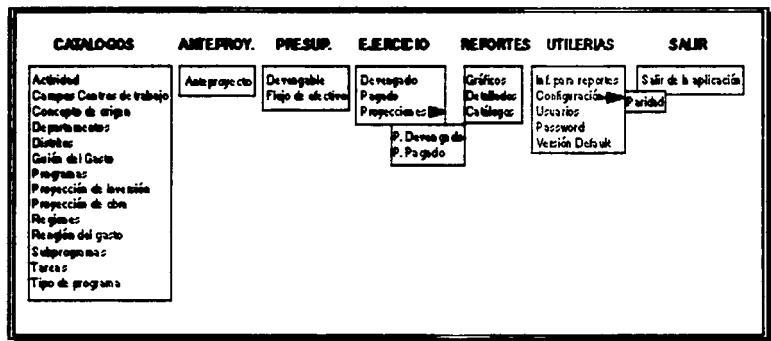 CATALOGOS
Actividad
Campos Centros de trabajo
Concepto de origen
Departamentos
Distritos
Guión del Gasto
Programas
Proyección de Inversión
Proyección de obra
Regiones
Renglón del gasto
Subprogramas
Tareas
Tipo de programa
ANTEPROY.
Anteproyecto
PRESUP.
Devengable
Flujo de efectivo
EJERCICIO
Devengado
Pagado
Proyecciones
P. Devengado
P. Pagado
REPORTES
Gráficos
Detallados
Catálogos
UTILERIAS
Inf. para reportes
Configuración
Usuarios
Password
Versión Default
Paridad
SALIR
Salir de la aplicación